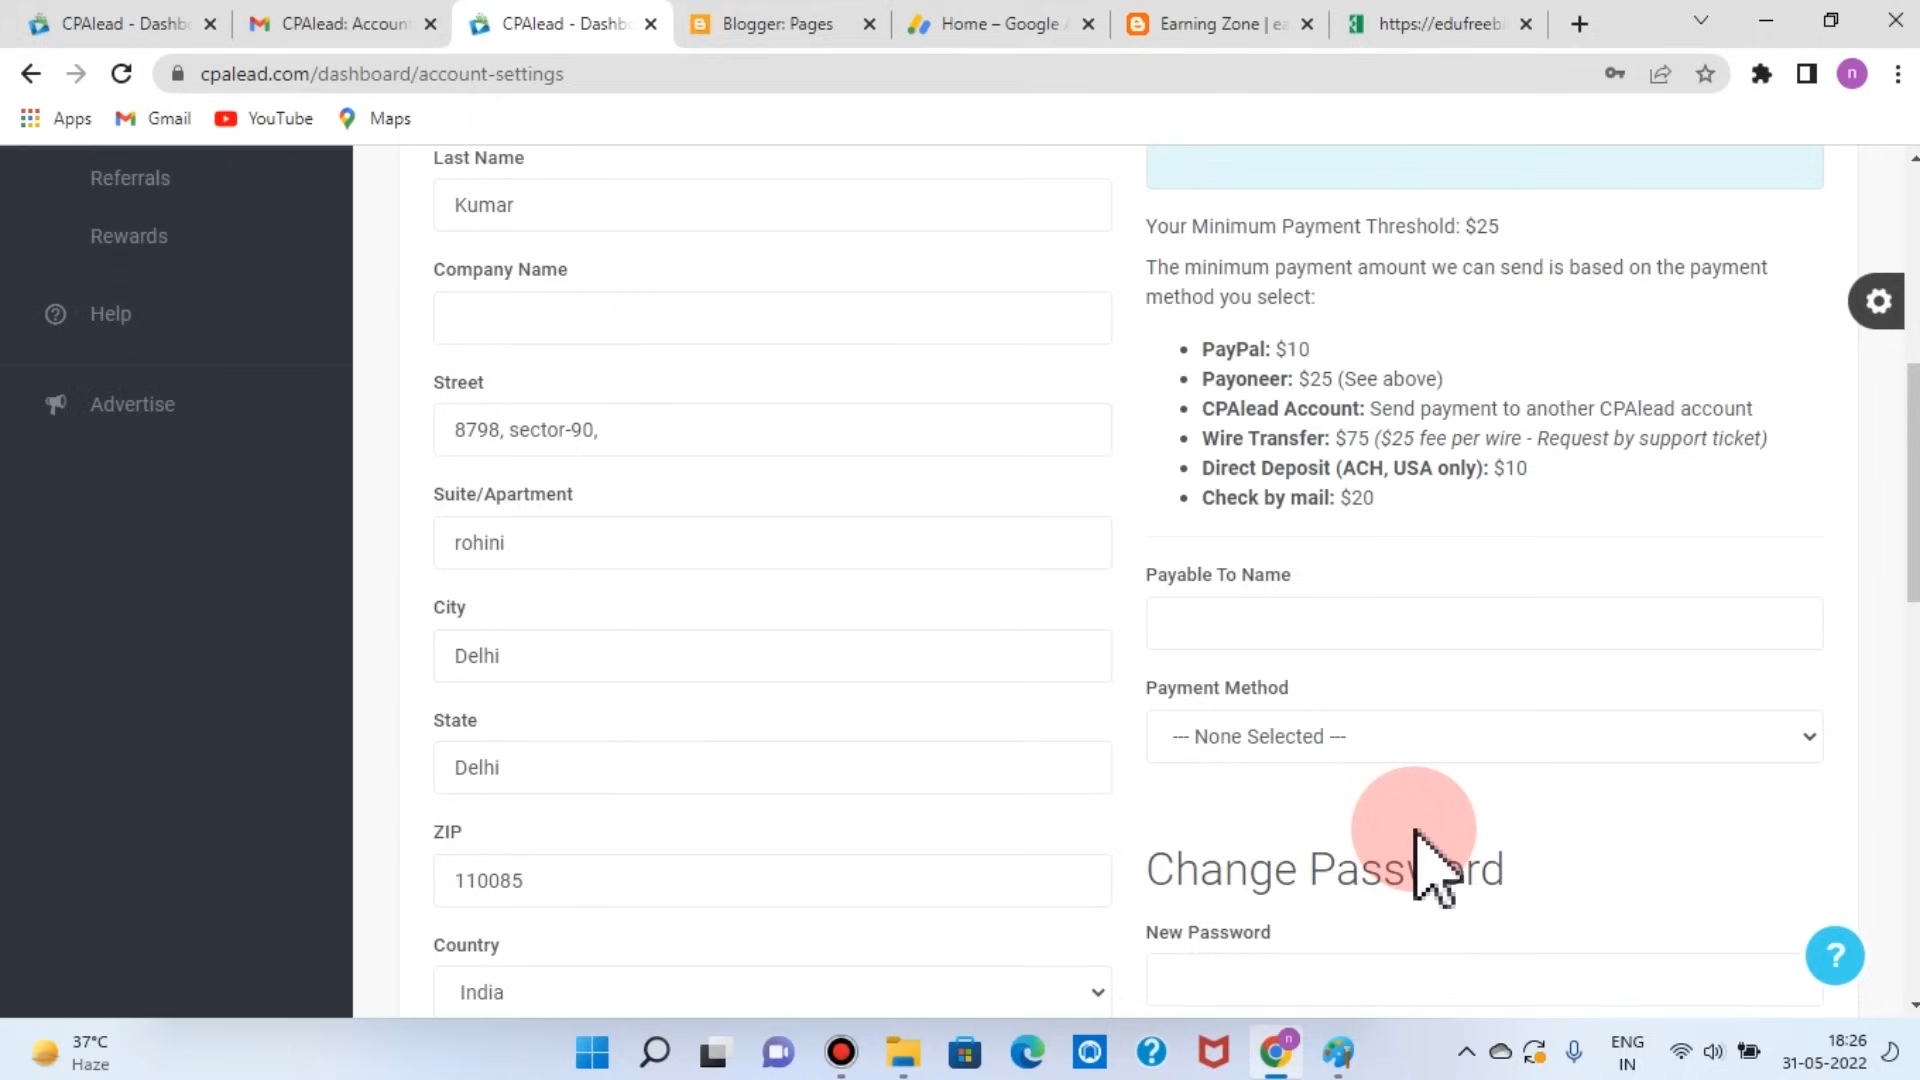 CPAlead - Dashb
CPAlead: Account
CPAlead - Dashb
Blogger: Pages
Home – Google
Earning Zone | ea
https://edufreebi
cpalead.com/dashboard/account-settings
n
Apps
Gmail
YouTube
Maps
Referrals
Rewards
Help
Advertise
Last Name
Kumar
Company Name
Street
8798, sector-90,
Suite/Apartment
rohini
City
Delhi
State
Delhi
ZIP
110085
Country
India
Your Minimum Payment Threshold: $25
The minimum payment amount we can send is based on the payment
method you select:
• PayPal: $10
• Payoneer: $25 (See above)
• CPAlead Account: Send payment to another CPAlead account
• Wire Transfer: $75 ($25 fee per wire - Request by support ticket)
• Direct Deposit (ACH, USA only): $10
• Check by mail: $20
Payable To Name
Payment Method
--- None Selected ---
Change Password
New Password
?
37°C
Haze
n
ENG
IN
18:26
31-05-2022